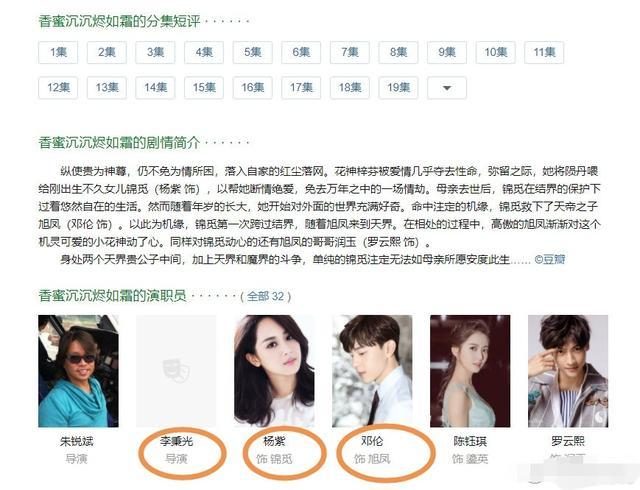 香蜜沉沉烬如霜的分集短评 · · · · · ·
1集 2集 3集 4集 5集 6集 7集 8集 9集 10集 11集
12集 13集 14集 15集 16集 17集 18集 19集
香蜜沉沉烬如霜的剧情简介 · · · · · ·
纵使贵为神尊，仍不免为情所困，落入自家的红尘落网。花神梓芬被爱情几乎夺去性命，弥留之际，她将陨丹喂
给刚出生不久女儿锦觅（杨紫 饰），以帮她断情绝爱，免去万年之中的一场情劫。母亲去世后，锦觅在结界的保护下
过着悠然自在的生活。然而随着年岁的长大，她开始对外面的世界充满好奇。命中注定的机缘，锦觅救下了天帝之子
旭凤（邓伦 饰）。以此为机缘，锦觅第一次跨过结界，随着旭凤来到天界。在相处的过程中，高傲的旭凤渐渐对这个
机灵可爱的小花神动了心。同样对锦觅动心的还有旭凤的哥哥润玉（罗云熙 饰）。
身处两个天界贵公子中间，加上天界和魔界的斗争，单纯的锦觅注定无法如母亲所愿安度此生…… ©豆瓣
香蜜沉沉烬如霜的演职员 · · · · · · ( 全部 32 )
朱锐斌 李秉光 杨紫 邓伦 陈钰琪 罗云熙
导演 导演 饰 锦觅 饰 旭凤 饰 鎏英